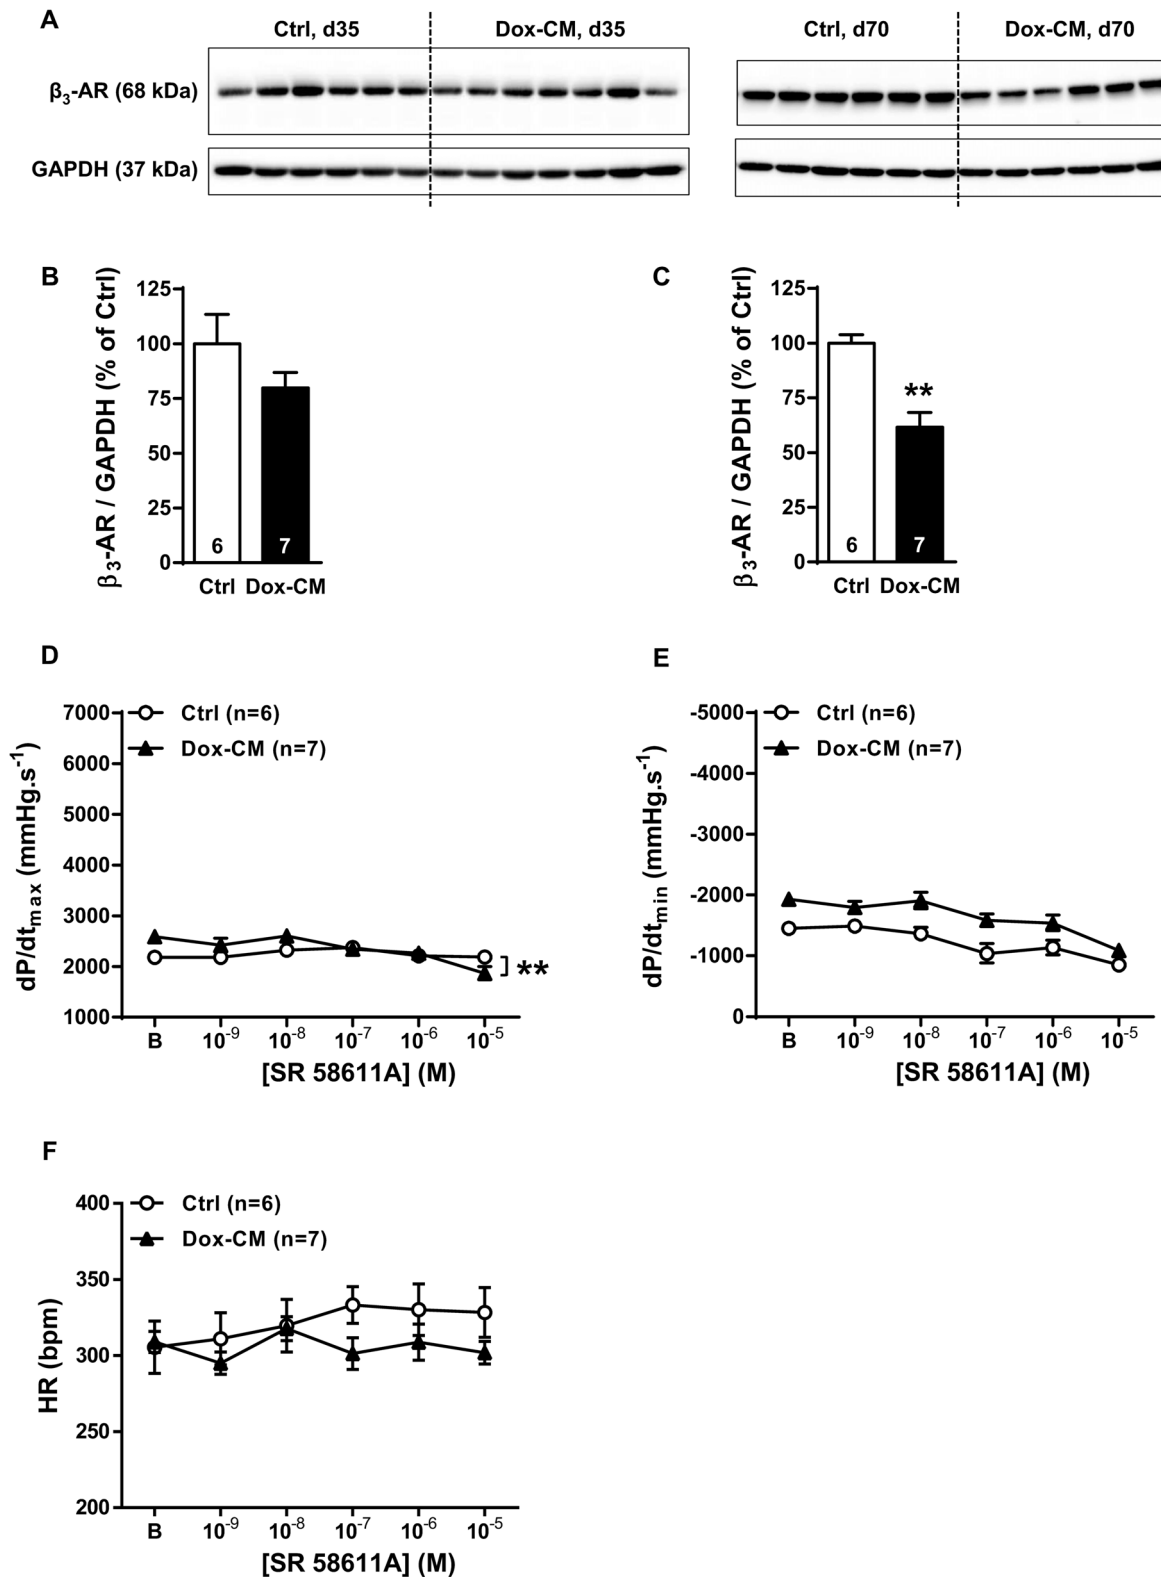 A
Ctrl, d35
Dox-CM, d35
Ctrl, d70
Dox-CM, d70
β₃-AR (68 kDa)
GAPDH (37 kDa)
B
β₃-AR / GAPDH (% of Ctrl)
125
100
75
50
25
0
6
7
Ctrl
Dox-CM
C
β₃-AR / GAPDH (% of Ctrl)
125
100
75
50
25
0
**
6
7
Ctrl
Dox-CM
D
Ctrl (n=6)
Dox-CM (n=7)
dP/dtmax (mmHg.s⁻¹)
7000
6000
5000
4000
3000
2000
1000
**
B
10⁻⁹
10⁻⁸
10⁻⁷
10⁻⁶
10⁻⁵
[SR 58611A] (M)
E
Ctrl (n=6)
Dox-CM (n=7)
dP/dtmin (mmHg.s⁻¹)
-5000
-4000
-3000
-2000
-1000
0
B
10⁻⁹
10⁻⁸
10⁻⁷
10⁻⁶
10⁻⁵
[SR 58611A] (M)
F
Ctrl (n=6)
Dox-CM (n=7)
HR (bpm)
400
350
300
250
200
B
10⁻⁹
10⁻⁸
10⁻⁷
10⁻⁶
10⁻⁵
[SR 58611A] (M)